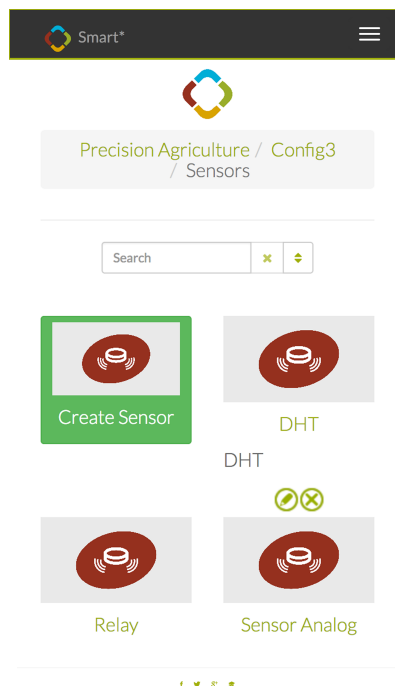 Smart*
Precision Agriculture / Config3
/ Sensors
Search
Create Sensor
DHT
DHT
Relay
Sensor Analog